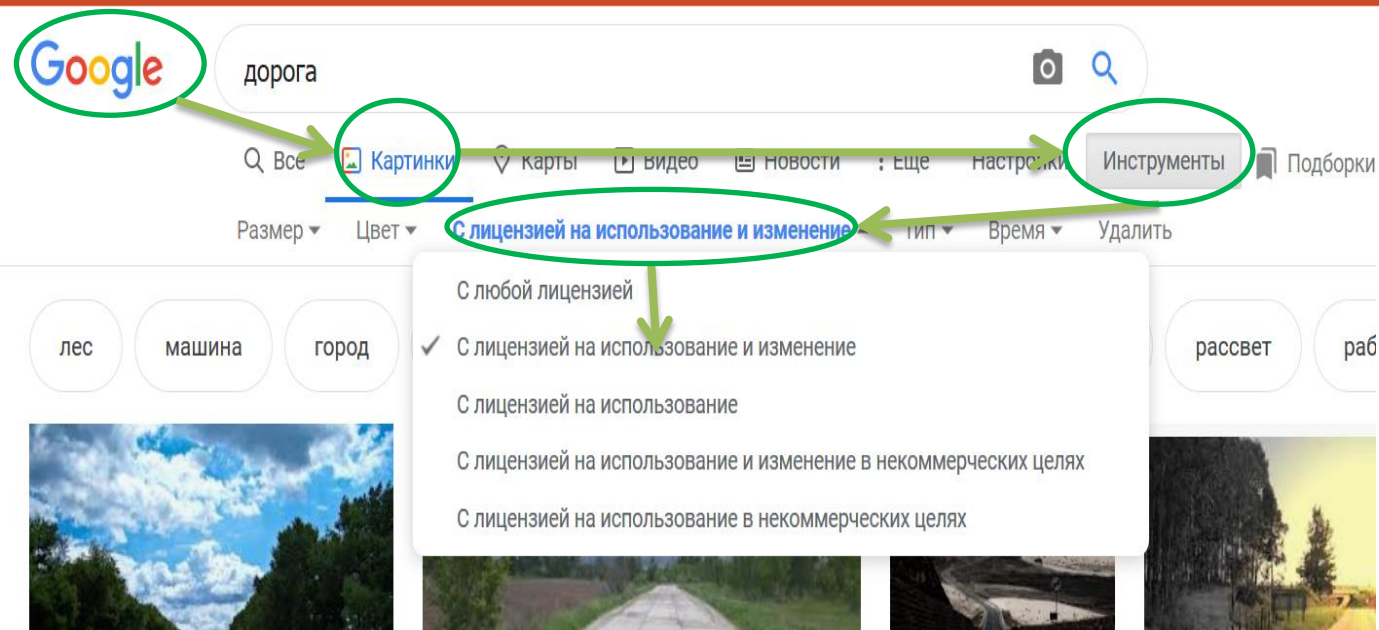 Google
дорога
Все Картинки Карты Видео Новости Еще Настройки Инструменты Подборки
Размер Цвет С лицензией на использование и изменение Тип Время Удалить
С любой лицензией
лес машина город С лицензией на использование и изменение рассвет раб
С лицензией на использование
С лицензией на использование и изменение в некоммерческих целях
С лицензией на использование в некоммерческих целях